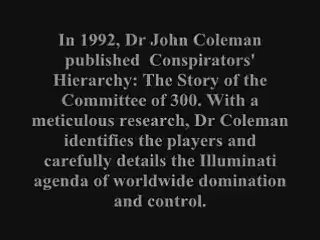 In 1992, Dr John Coleman
published  Conspirators'
Hierarchy: The Story of the
Committee of 300. With a
meticulous research, Dr Coleman
identifies the players and
carefully details the Illuminati
agenda of worldwide domination
and control.